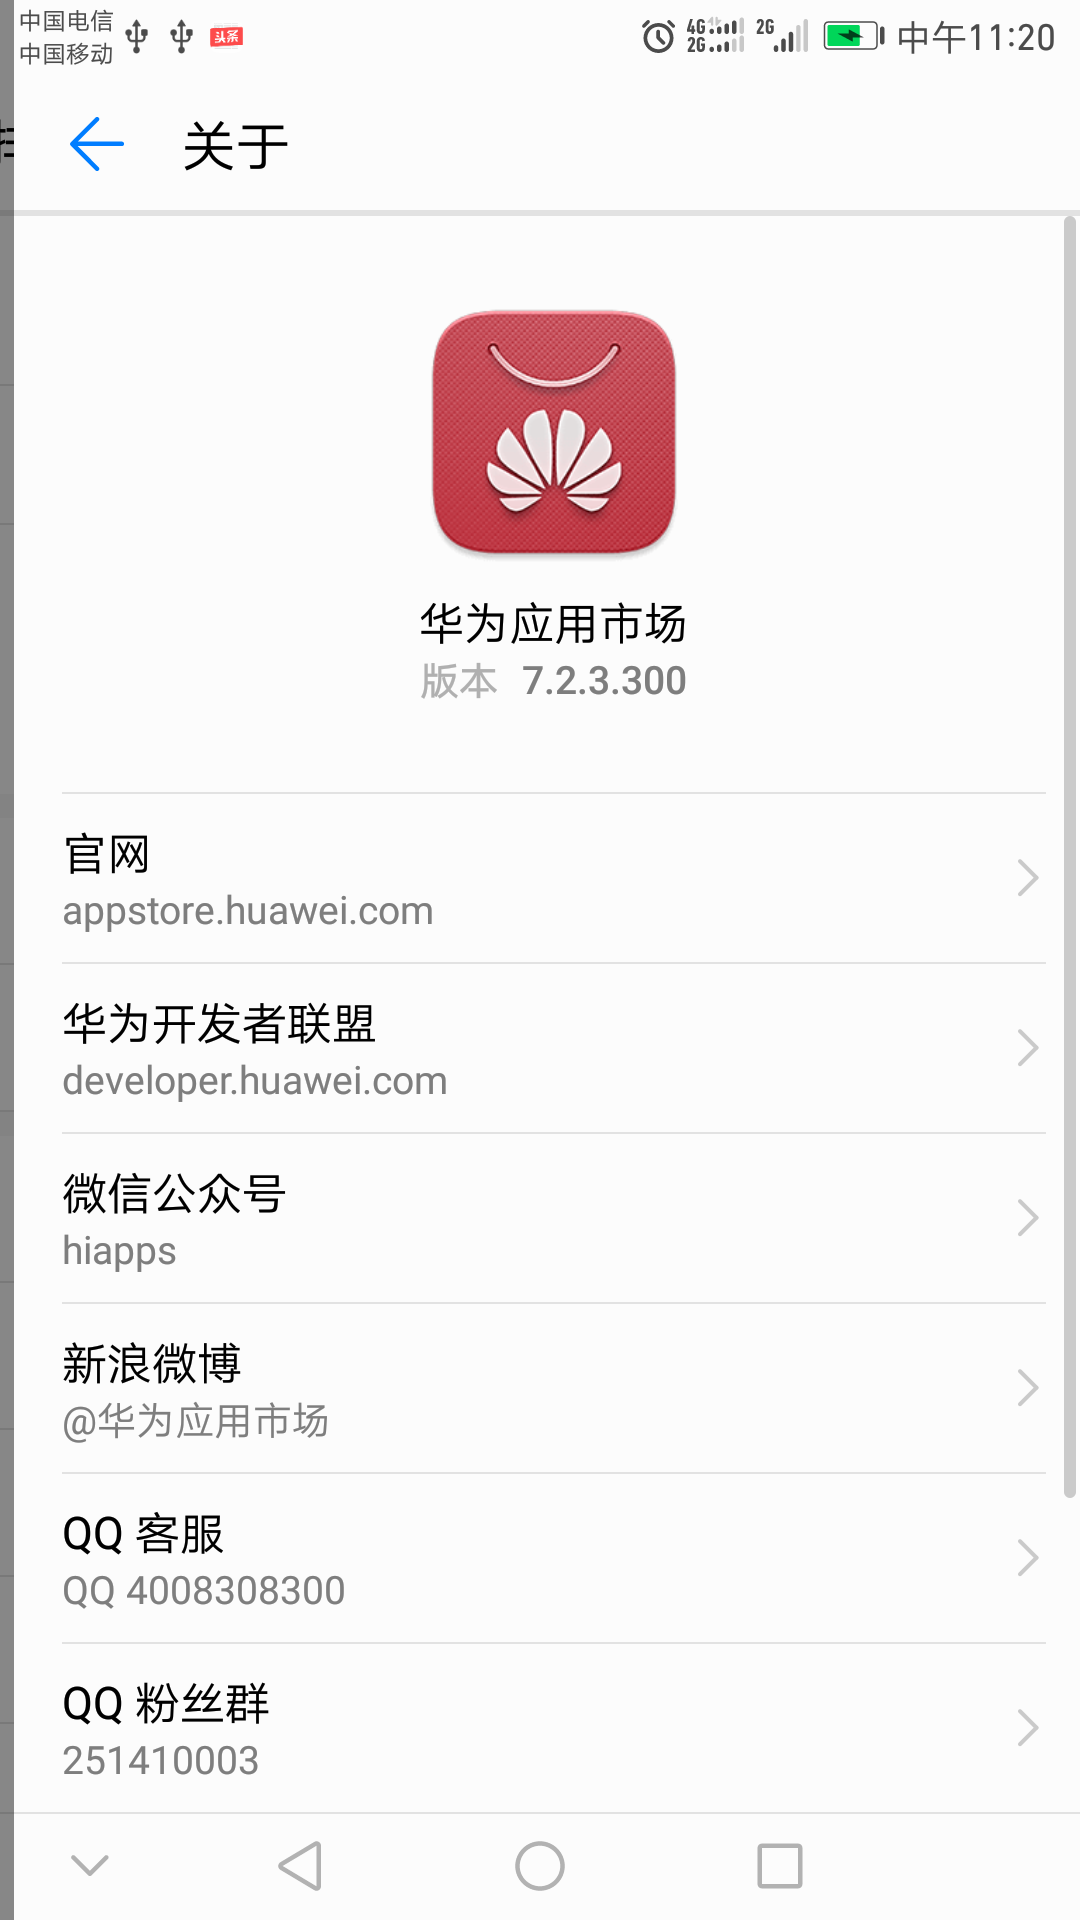 中国电信
中国移动
头条
4G
2G
2G
中午11:20
关于
华为应用市场
版本 7.2.3.300
官网
appstore.huawei.com
华为开发者联盟
developer.huawei.com
微信公众号
hiapps
新浪微博
@华为应用市场
QQ 客服
QQ 4008308300
QQ 粉丝群
251410003